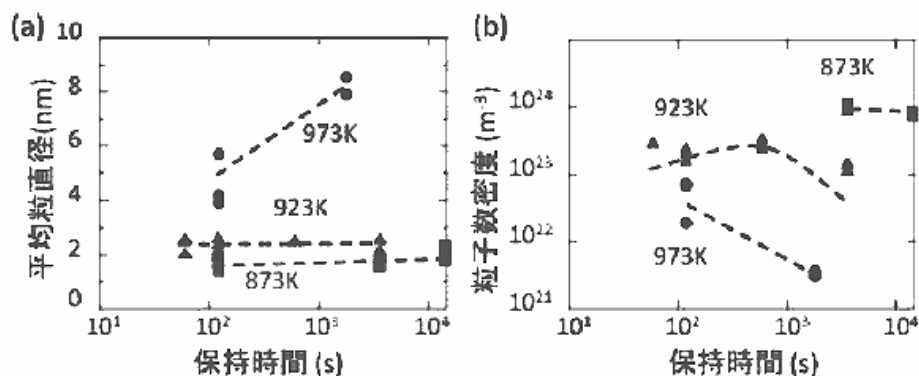 (a)
平均粒直径(nm)
10
8
6
4
2
0
973K
923K
873K
10¹ 10² 10³ 10⁴
保持時間 (s)
(b)
粒子数密度 (m⁻³)
10²⁴
10²³
10²²
10²¹
873K
923K
973K
10¹ 10² 10³ 10⁴
保持時間 (s)